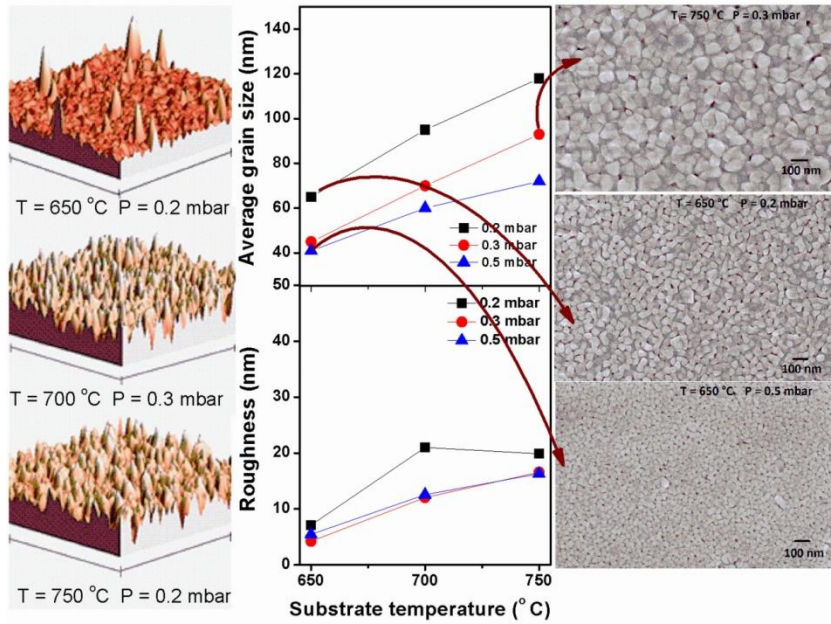 T = 650 °C P = 0.2 mbar
T = 700 °C P = 0.3 mbar
T = 750 °C P = 0.2 mbar
Average grain size (nm)
140
120
100
80
60
40
0.2 mbar
0.3 mbar
0.5 mbar
Roughness (nm)
50
40
30
20
10
0
0.2 mbar
0.3 mbar
0.5 mbar
650
700
750
Substrate temperature (° C)
T = 750 °C P = 0.3 mbar
100 nm
T = 650 °C P = 0.2 mbar
100 nm
T = 650 °C P = 0.5 mbar
100 nm